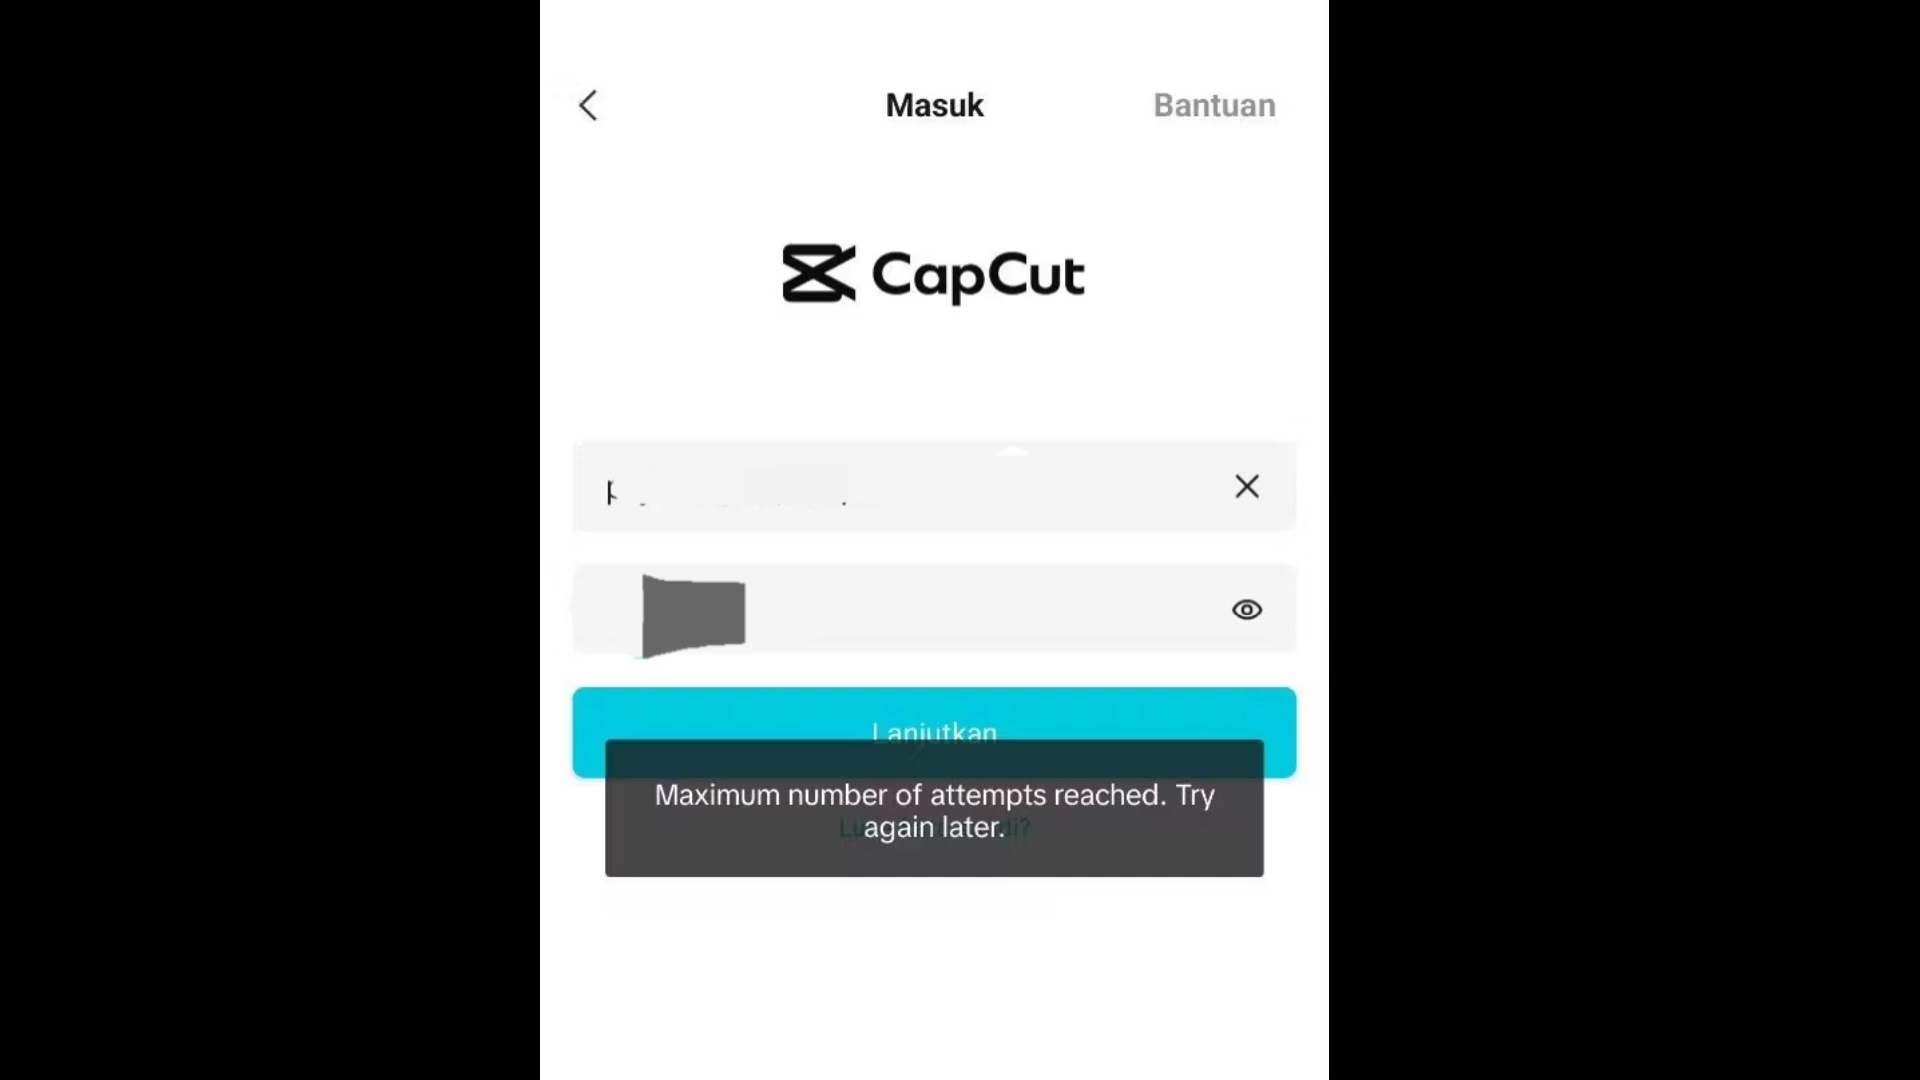 Masuk
Bantuan
CapCut
Lanjutkan
Maximum number of attempts reached. Try
again later.